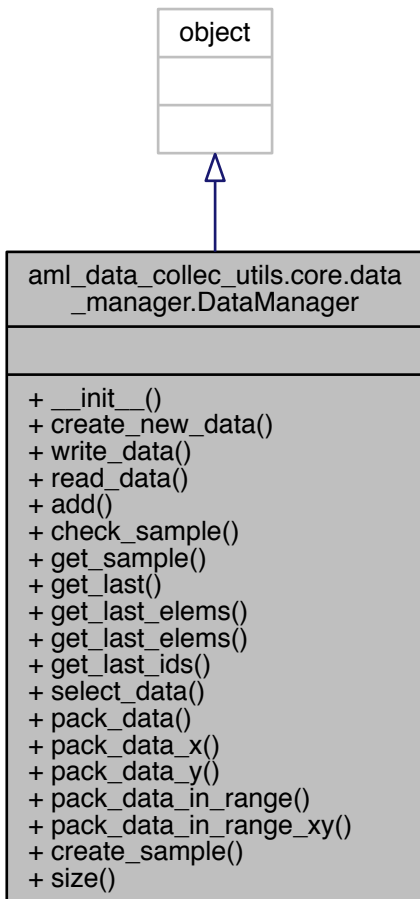 object
aml_data_collec_utils.core.data
_manager.DataManager
+ __init__()
+ create_new_data()
+ write_data()
+ read_data()
+ add()
+ check_sample()
+ get_sample()
+ get_last()
+ get_last_elems()
+ get_last_elems()
+ get_last_ids()
+ select_data()
+ pack_data()
+ pack_data_x()
+ pack_data_y()
+ pack_data_in_range()
+ pack_data_in_range_xy()
+ create_sample()
+ size()